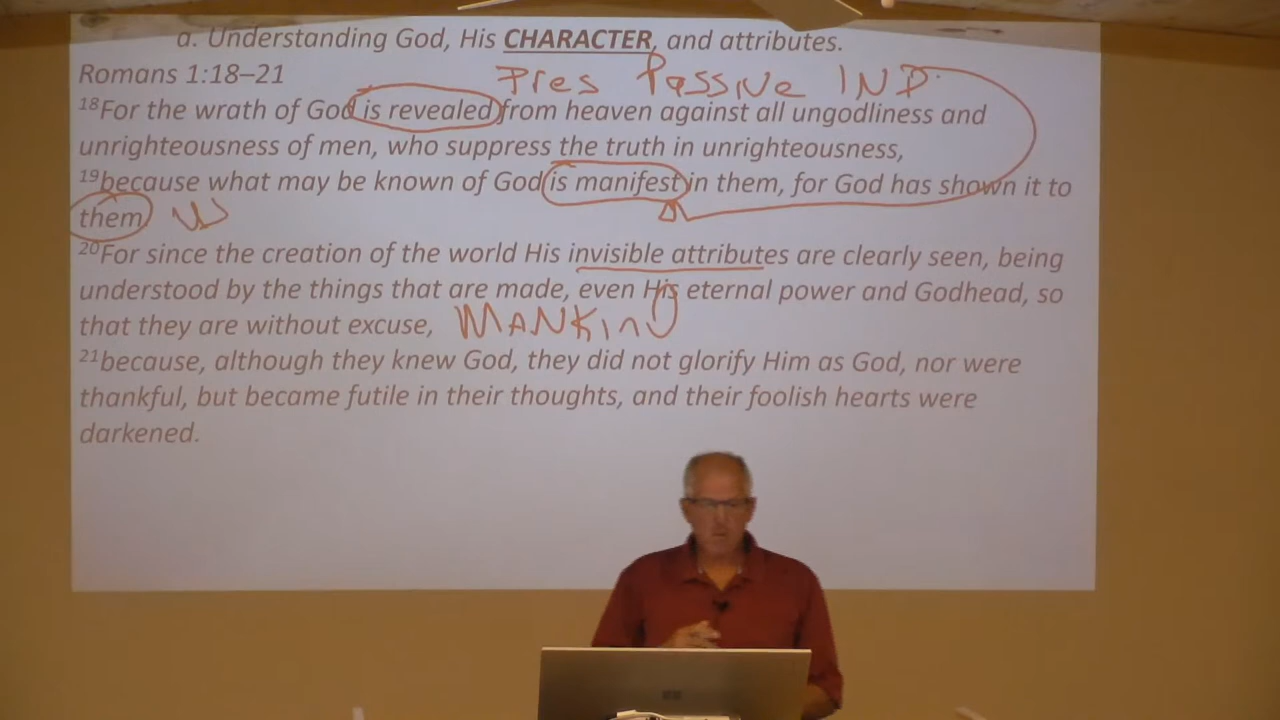 a. Understanding God, His CHARACTER, and attributes.
Romans 1:18–21
Pres Passive IND.
18For the wrath of God is revealed from heaven against all ungodliness and
unrighteousness of men, who suppress the truth in unrighteousness,
19because what may be known of God is manifest in them, for God has shown it to
them
20For since the creation of the world His invisible attributes are clearly seen, being
understood by the things that are made, even His eternal power and Godhead, so
that they are without excuse, MANKinD
21because, although they knew God, they did not glorify Him as God, nor were
thankful, but became futile in their thoughts, and their foolish hearts were
darkened.